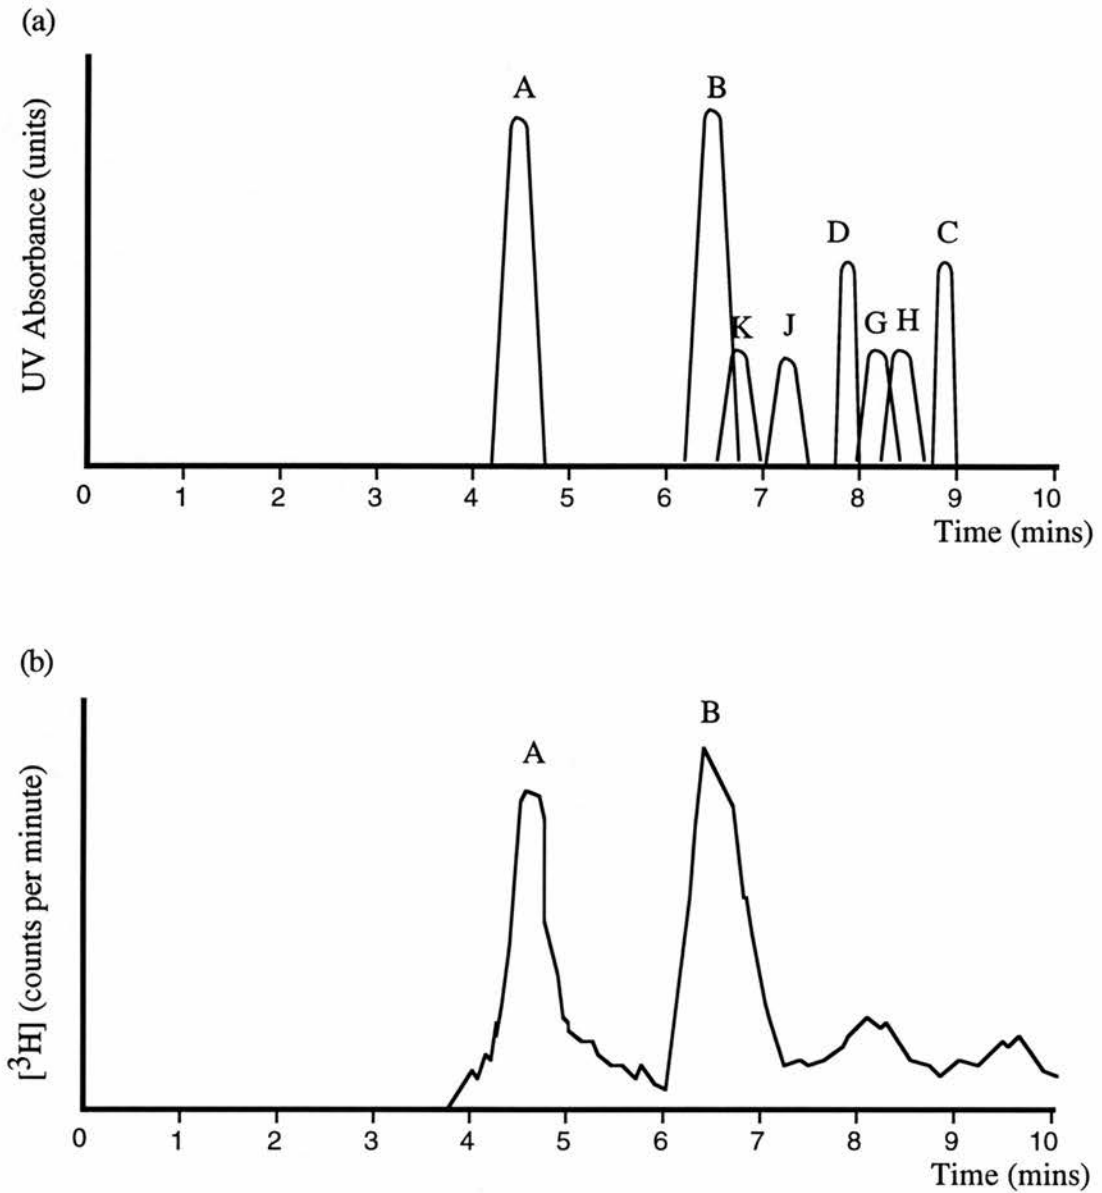 (a)
UV Absorbance (units)
A
B
K
J
D
G
H
C
0 1 2 3 4 5 6 7 8 9 10
Time (mins)
(b)
[³H] (counts per minute)
A
B
0 1 2 3 4 5 6 7 8 9 10
Time (mins)